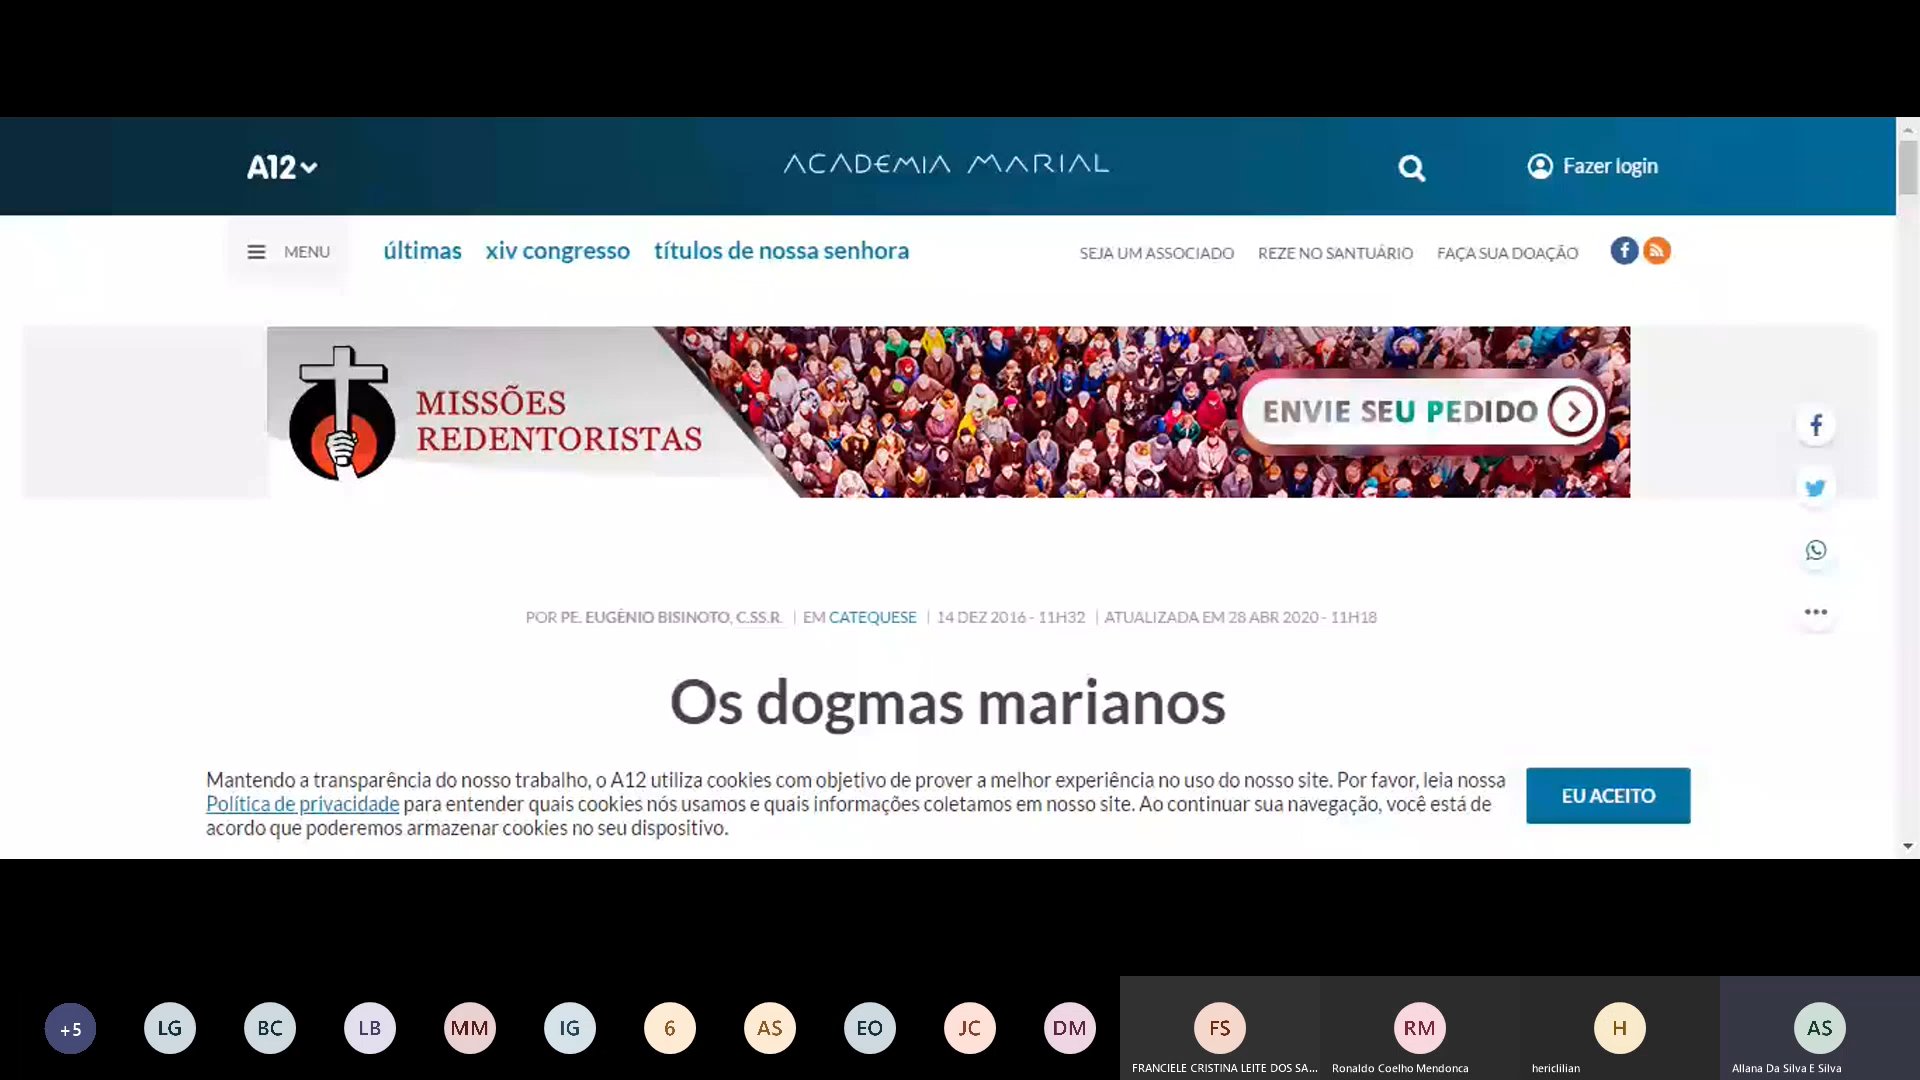 A12
ACADEMIA MARIAL
Fazer login
MENU
últimas
xiv congresso
títulos de nossa senhora
SEJA UM ASSOCIADO
REZE NO SANTUÁRIO
FAÇA SUA DOAÇÃO
MISSÕES
REDENTORISTAS
ENVIE SEU PEDIDO
POR PE. EUGÊNIO BISINOTO, C.SS.R. | EM CATEQUESE | 14 DEZ 2016 - 11H32 | ATUALIZADA EM 28 ABR 2020 - 11H18
Os dogmas marianos
Mantendo a transparência do nosso trabalho, o A12 utiliza cookies com objetivo de prover a melhor experiência no uso do nosso site. Por favor, leia nossa
Política de privacidade para entender quais cookies nós usamos e quais informações coletamos em nosso site. Ao continuar sua navegação, você está de
acordo que poderemos armazenar cookies no seu dispositivo.
EU ACEITO
+5
LG
BC
LB
MM
IG
6
AS
EO
JC
DM
FS
RM
H
AS
FRANCIELE CRISTINA LEITE DOS SA...
Ronaldo Coelho Mendonca
hericlilian
Allana Da Silva E Silva